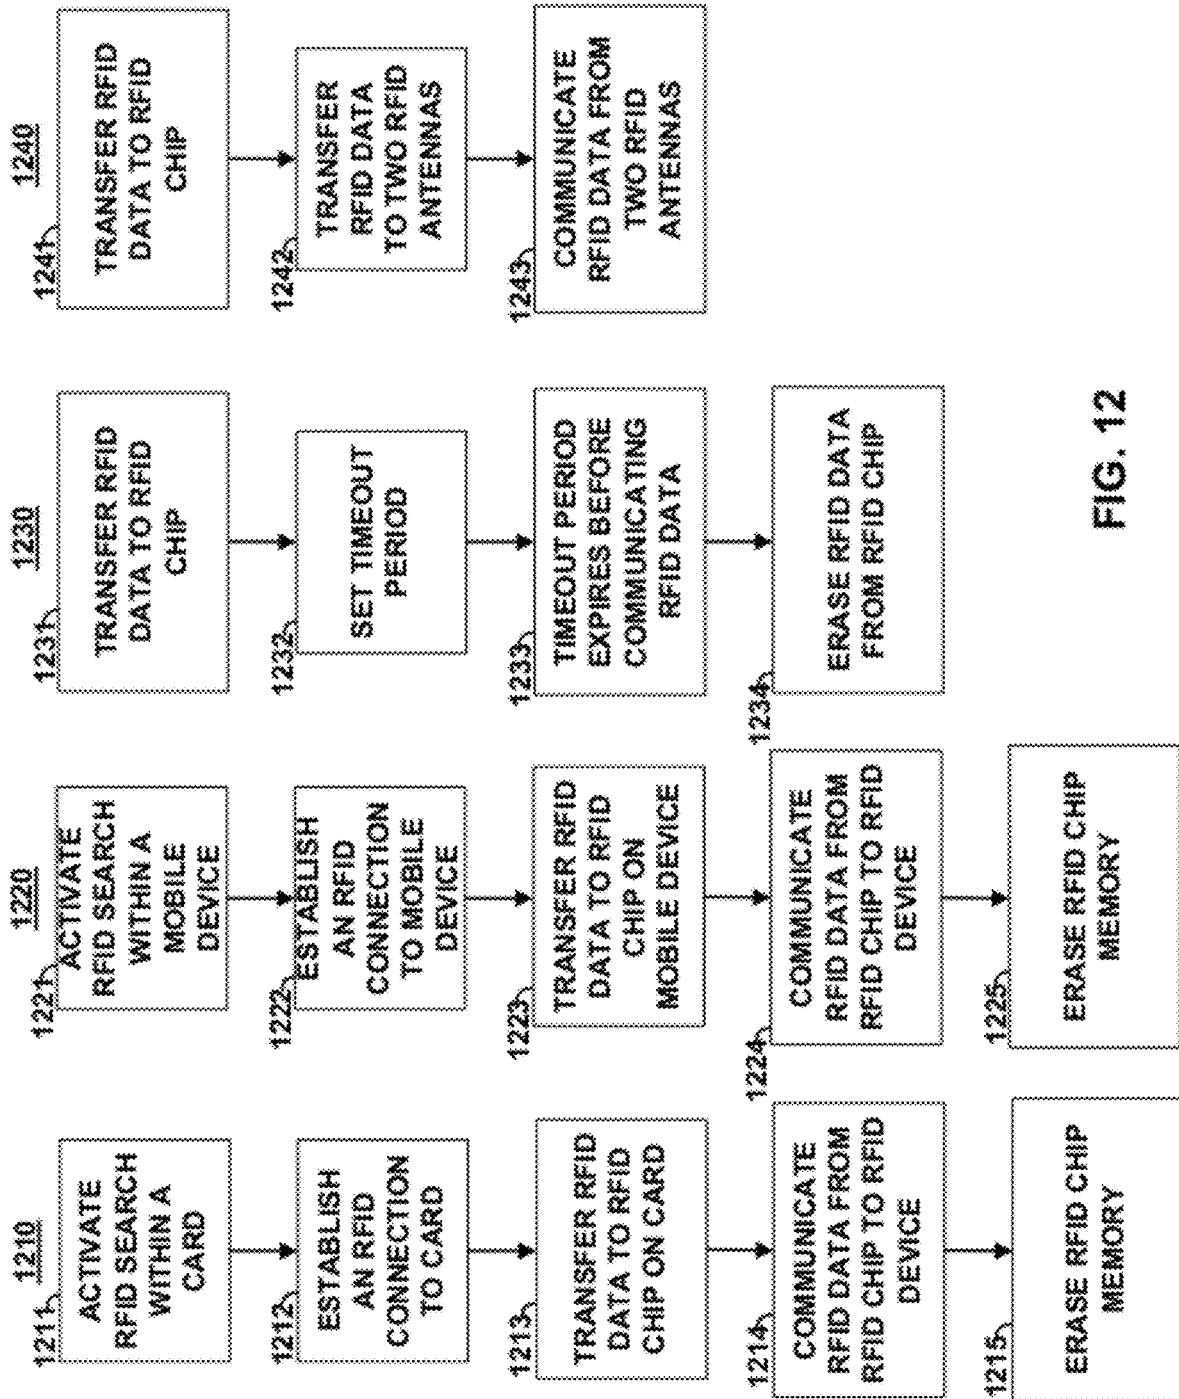 1210
1211
ACTIVATE
RFID SEARCH
WITHIN A
CARD
1212
ESTABLISH
AN RFID
CONNECTION
TO CARD
1213
TRANSFER RFID
DATA TO RFID
CHIP ON CARD
1214
COMMUNICATE
RFID DATA FROM
RFID CHIP TO RFID
DEVICE
1215
ERASE RFID CHIP
MEMORY
1220
1221
ACTIVATE
RFID SEARCH
WITHIN A
MOBILE
DEVICE
1222
ESTABLISH
AN RFID
CONNECTION
TO MOBILE
DEVICE
1223
TRANSFER RFID
DATA TO RFID
CHIP ON
MOBILE DEVICE
1224
COMMUNICATE
RFID DATA FROM
RFID CHIP TO RFID
DEVICE
1225
ERASE RFID CHIP
MEMORY
1230
1231
TRANSFER RFID
DATA TO RFID
CHIP
1232
SET TIMEOUT
PERIOD
1233
TIMEOUT PERIOD
EXPIRES BEFORE
COMMUNICATING
RFID DATA
1234
ERASE RFID DATA
FROM RFID CHIP
1240
1241
TRANSFER RFID
DATA TO RFID
CHIP
1242
TRANSFER
RFID DATA
TO TWO RFID
ANTENNAS
1243
COMMUNICATE
RFID DATA FROM
TWO RFID
ANTENNAS
FIG. 12